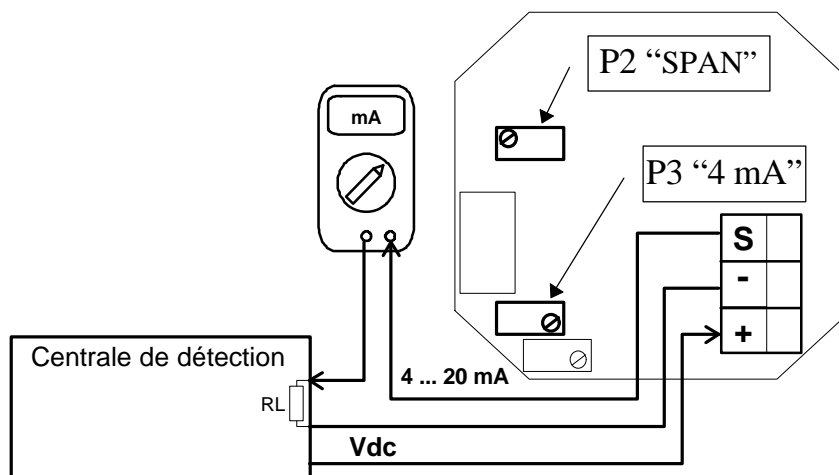 P2 “SPAN”
mA
P3 “4 mA”
S
-
+
Centrale de détection
RL
4 ... 20 mA
Vdc